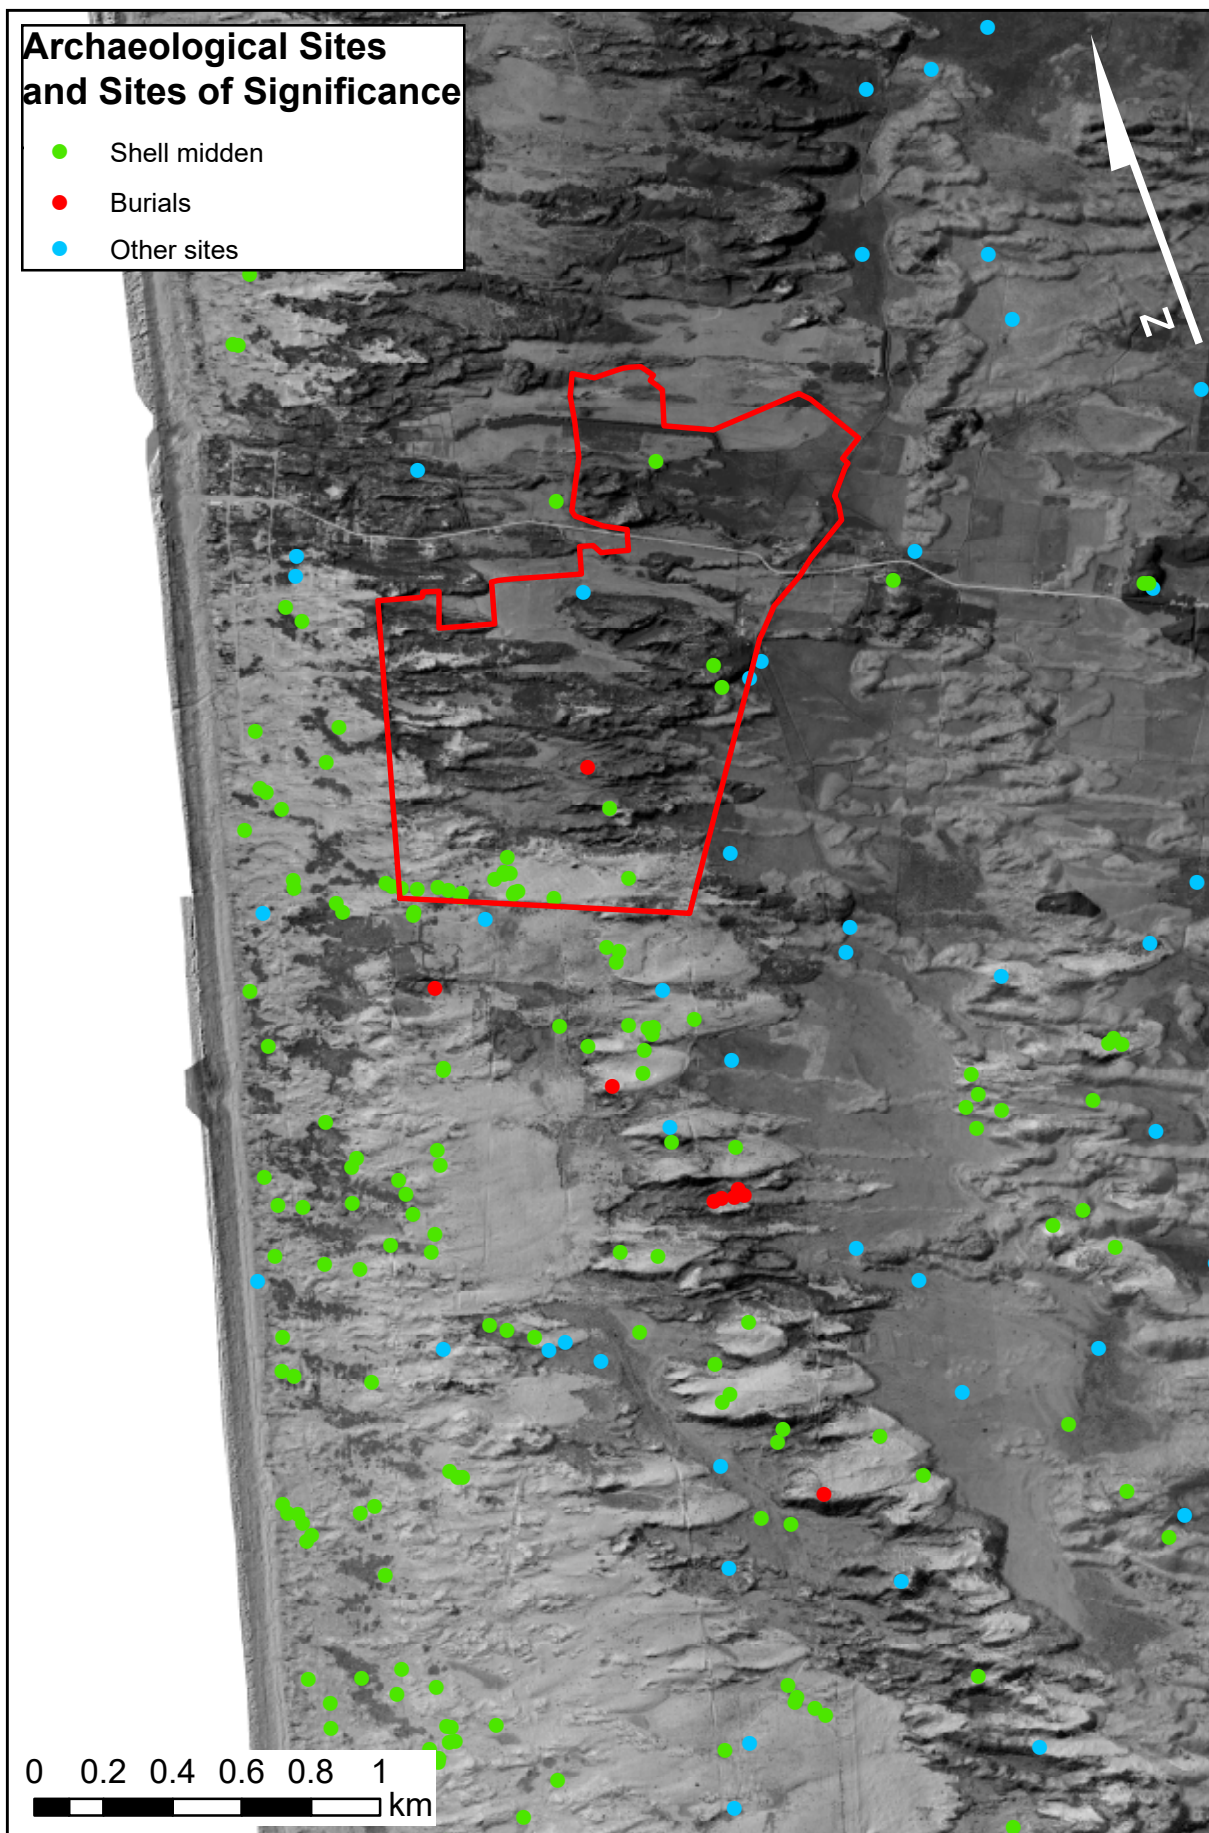 Archaeological Sites
and Sites of Significance
Shell midden
Burials
Other sites
N
0 0.2 0.4 0.6 0.8 1
km